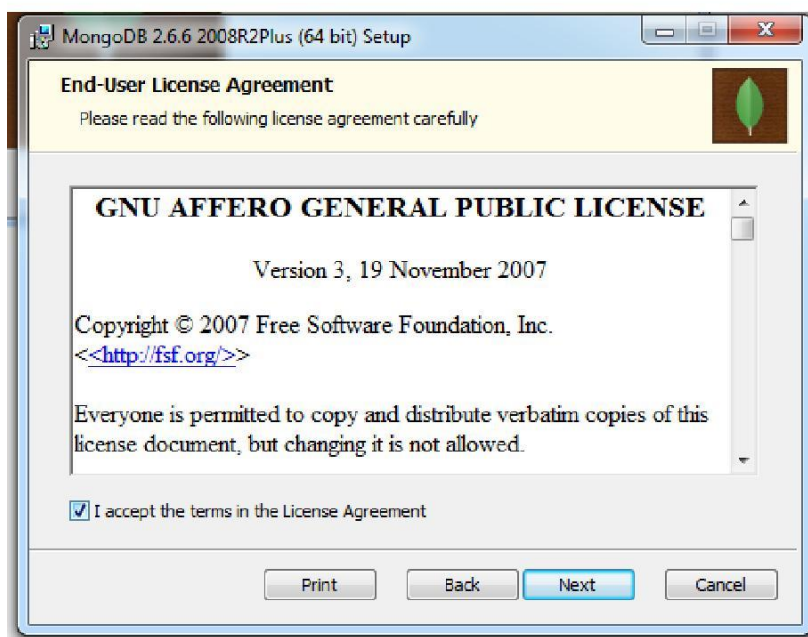 MongoDB 2.6.6 2008R2Plus (64 bit) Setup
End-User License Agreement
Please read the following license agreement carefully
GNU AFFERO GENERAL PUBLIC LICENSE
Version 3, 19 November 2007
Copyright © 2007 Free Software Foundation, Inc.
<<http://fsf.org/>>
Everyone is permitted to copy and distribute verbatim copies of this
license document, but changing it is not allowed.
I accept the terms in the License Agreement
Print Back Next Cancel